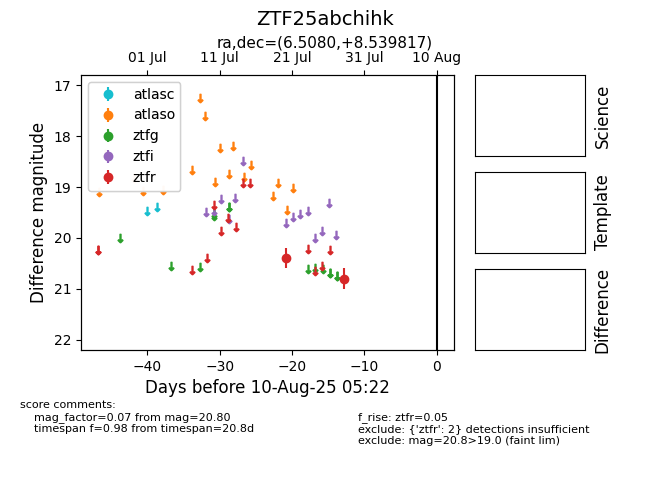 ZTF25abchihk
ra,dec=(6.5080,+8.539817)
01 Jul 11 Jul 21 Jul 31 Jul 10 Aug
17
18
19
20
21
22
Difference magnitude
atlasc
atlaso
ztfg
ztfi
ztfr
−40 −30 −20 −10 0
Days before 10-Aug-25 05:22
Science
Template
Difference
score comments:
mag_factor=0.07 from mag=20.80
timespan f=0.98 from timespan=20.8d
f_rise: ztfr=0.05
exclude: {'ztfr': 2} detections insufficient
exclude: mag=20.8>19.0 (faint lim)